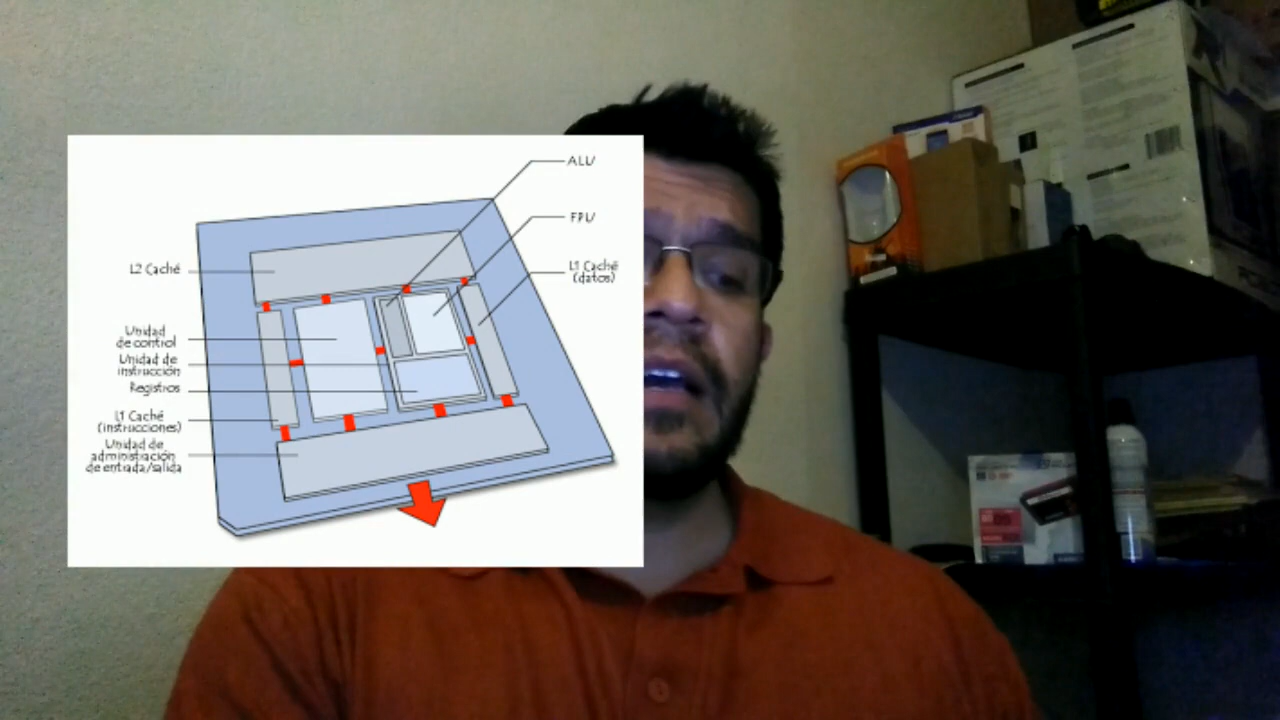 ALU
FPU
L2 Caché
L1 Caché
(datos)
Unidad
de control
Unidad de
instrucción
Registros
L1 Caché
(instrucciones)
Unidad de
administración
de entrada/salida